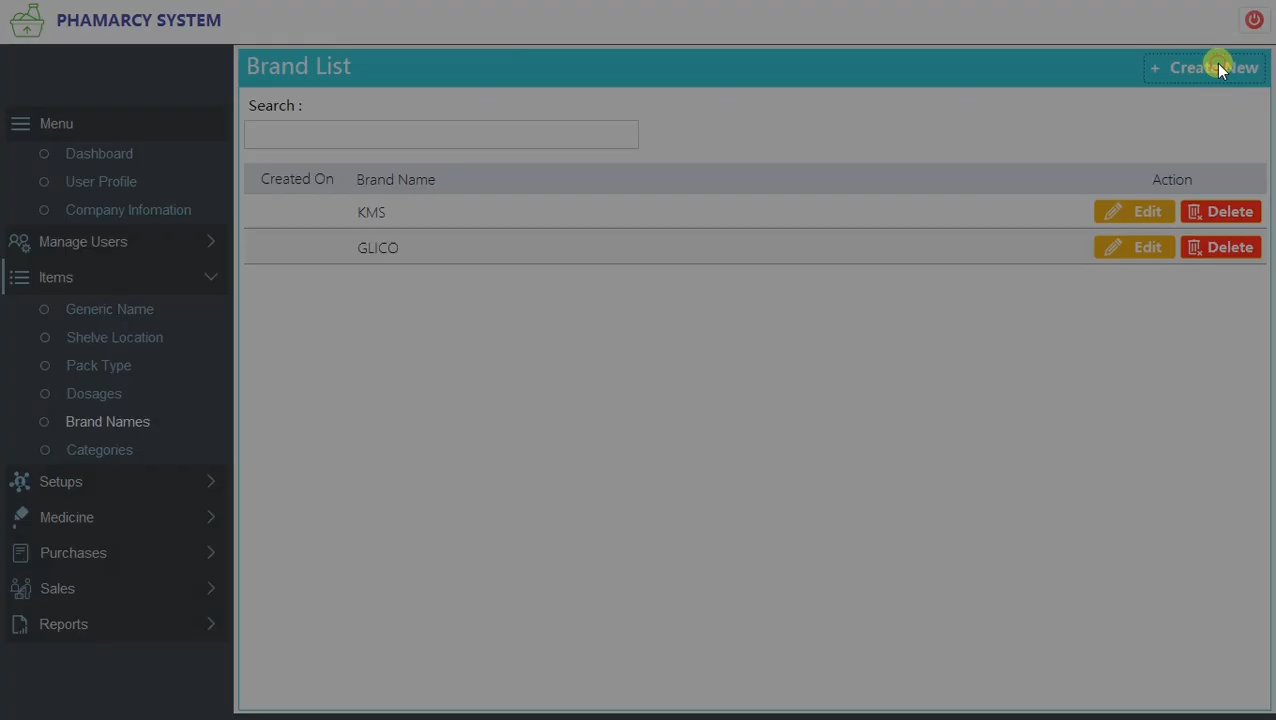 PHAMARCY SYSTEM
Brand List
+ Create New
Search :
Menu
Dashboard
User Profile
Company Infomation
Manage Users
Items
Generic Name
Shelve Location
Pack Type
Dosages
Brand Names
Categories
Setups
Medicine
Purchases
Sales
Reports
Created On Brand Name Action
KMS Edit Delete
GLICO Edit Delete